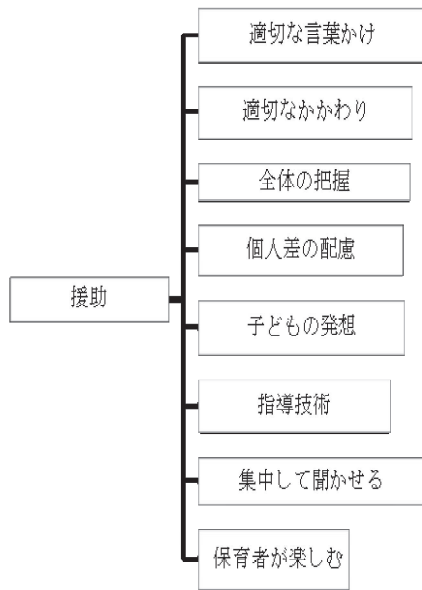 適切な言葉かけ
適切なかかわり
全体の把握
個人差の配慮
援助
子どもの発想
指導技術
集中して聞かせる
保育者が楽しむ